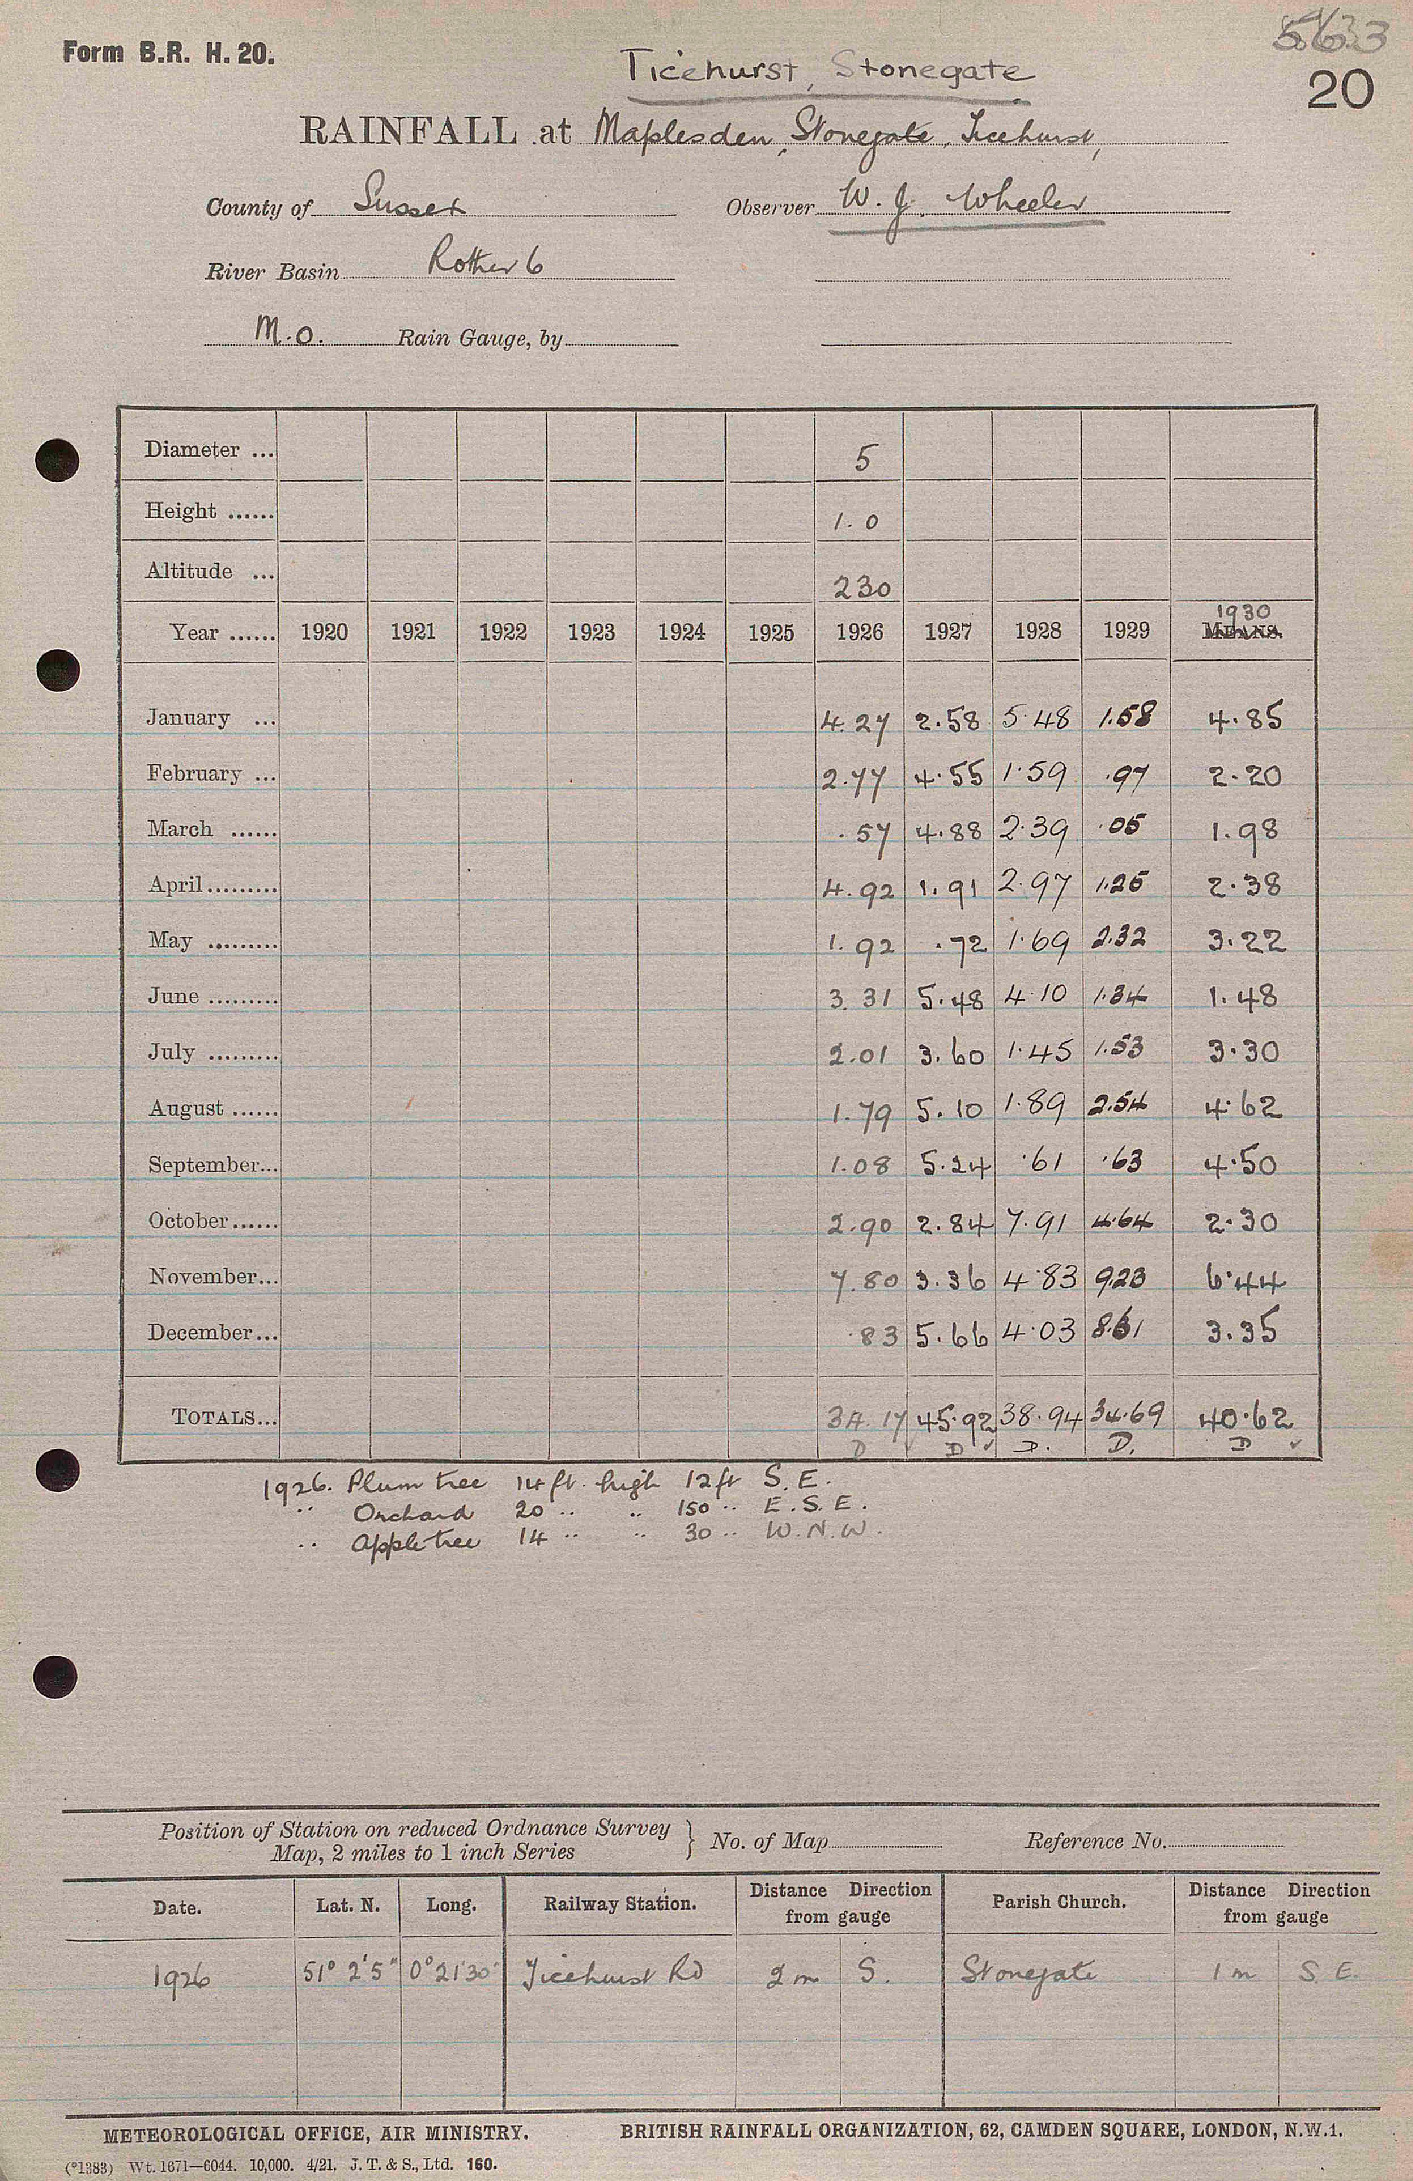 Form B.R. H. 20.
5633
20
Ticehurst, Stonegate
RAINFALL at Maplesden, Stonegate, Ticehurst,
County of Sussex Observer W. J. Wheeler
River Basin Rother 6
M.O. Rain Gauge, by
Diameter ... 5
Height ...... 1.0
Altitude ... 230
1930
Year ...... 1920 1921 1922 1923 1924 1925 1926 1927 1928 1929 MEANS.
January ... 4.27 2.58 5.48 1.58 4.85
February ... 2.77 4.55 1.59 .97 2.20
March ...... .57 4.88 2.39 .05 1.98
April......... 4.92 1.91 2.97 1.25 2.38
May ......... 1.92 .72 1.69 2.32 3.22
June ......... 3.31 5.48 4.10 1.34 1.48
July ......... 2.01 3.60 1.45 1.53 3.30
August ...... 1.79 5.10 1.89 2.54 4.62
September... 1.08 5.24 .61 .63 4.50
October...... 2.90 2.84 7.91 4.64 2.30
November... 7.80 3.36 4.83 9.23 6.44
December... .83 5.66 4.03 8.61 3.35
TOTALS... 34.17 45.92 38.94 34.69 40.62
D D ✓ D. D. D ✓
1926. Plum tree 14 ft. high 12 ft S.E.
" Orchard 20 " " 150 " E.S.E.
" Apple tree 14 " " 30 " W.N.W.
Position of Station on reduced Ordnance Survey
Map, 2 miles to 1 inch Series } No. of Map Reference No.
Date. Lat. N. Long. Railway Station. Distance Direction from gauge Parish Church. Distance Direction from gauge
1926 51° 2'5" 0°21'30" Ticehurst Rd 2 m S. Stonegate 1 m S.E.
METEOROLOGICAL OFFICE, AIR MINISTRY. BRITISH RAINFALL ORGANIZATION, 62, CAMDEN SQUARE, LONDON, N.W.1.
(*1383) Wt. 1671—6044. 10,000. 4/21. J. T. & S., Ltd. 160.